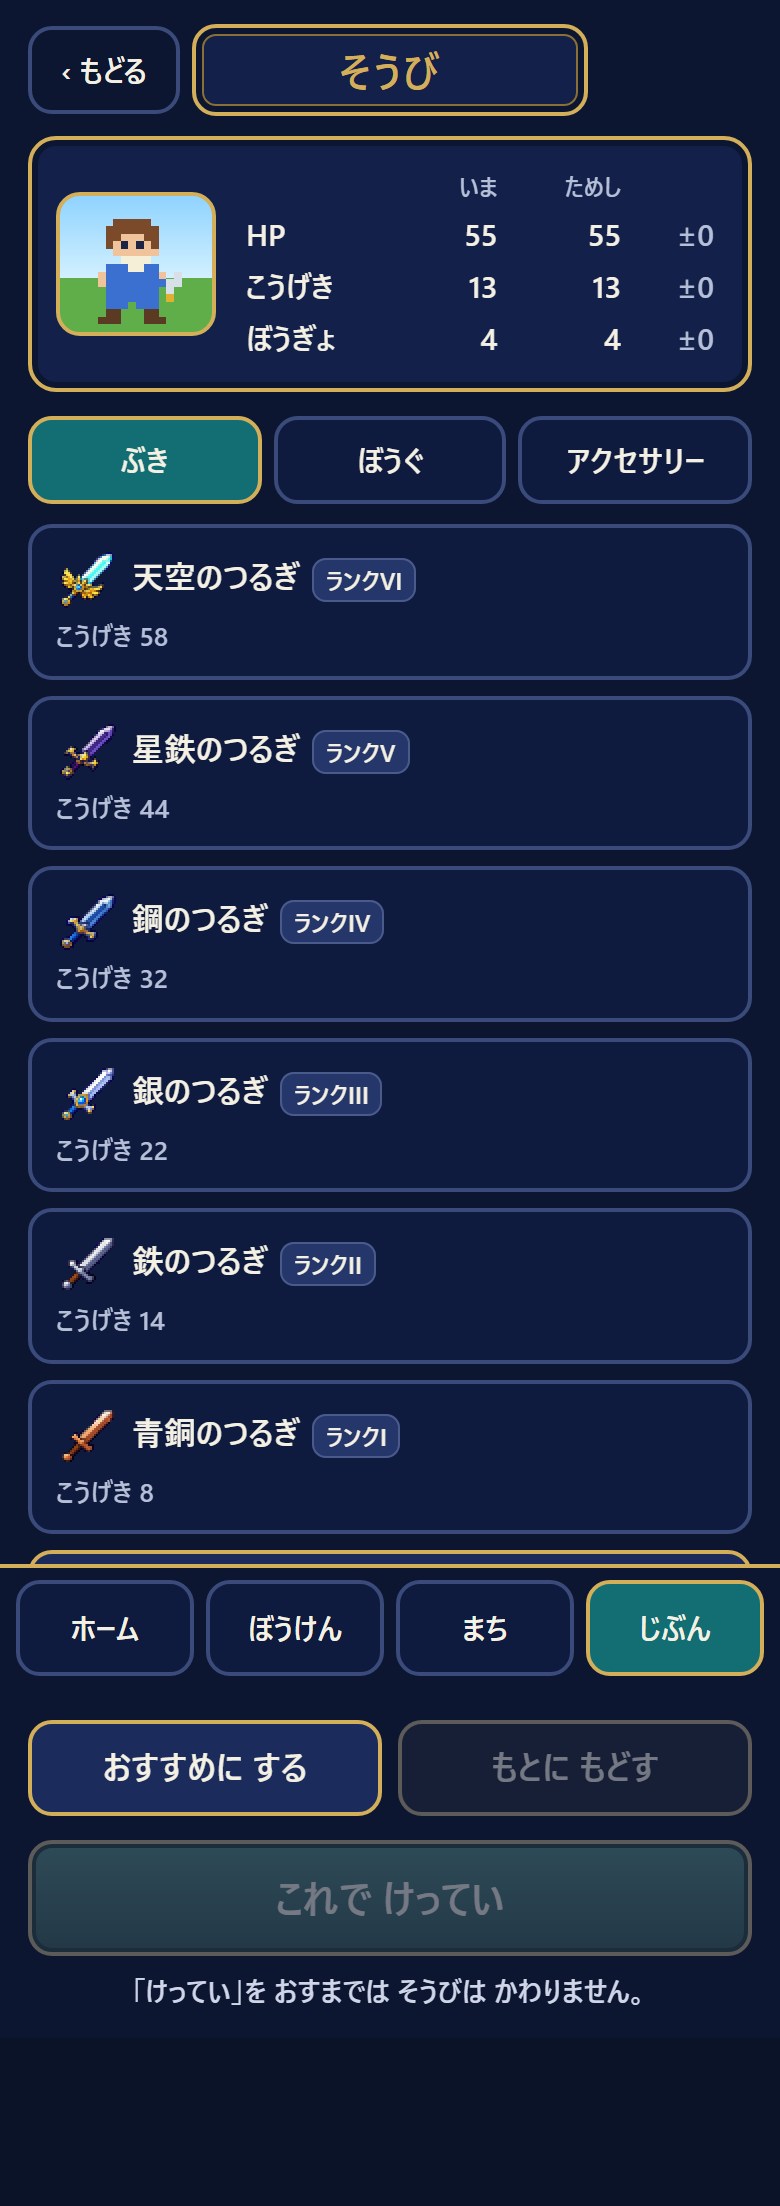 ‹ もどる
そうび
いま ためし
HP 55 55 ±0
こうげき 13 13 ±0
ぼうぎょ 4 4 ±0
ぶき ぼうぐ アクセサリー
天空のつるぎ ランクVI
こうげき 58
星鉄のつるぎ ランクV
こうげき 44
鋼のつるぎ ランクIV
こうげき 32
銀のつるぎ ランクIII
こうげき 22
鉄のつるぎ ランクII
こうげき 14
青銅のつるぎ ランクI
こうげき 8
ホーム ぼうけん まち じぶん
おすすめに する もとに もどす
これで けってい
「けってい」を おすまでは そうびは かわりません。